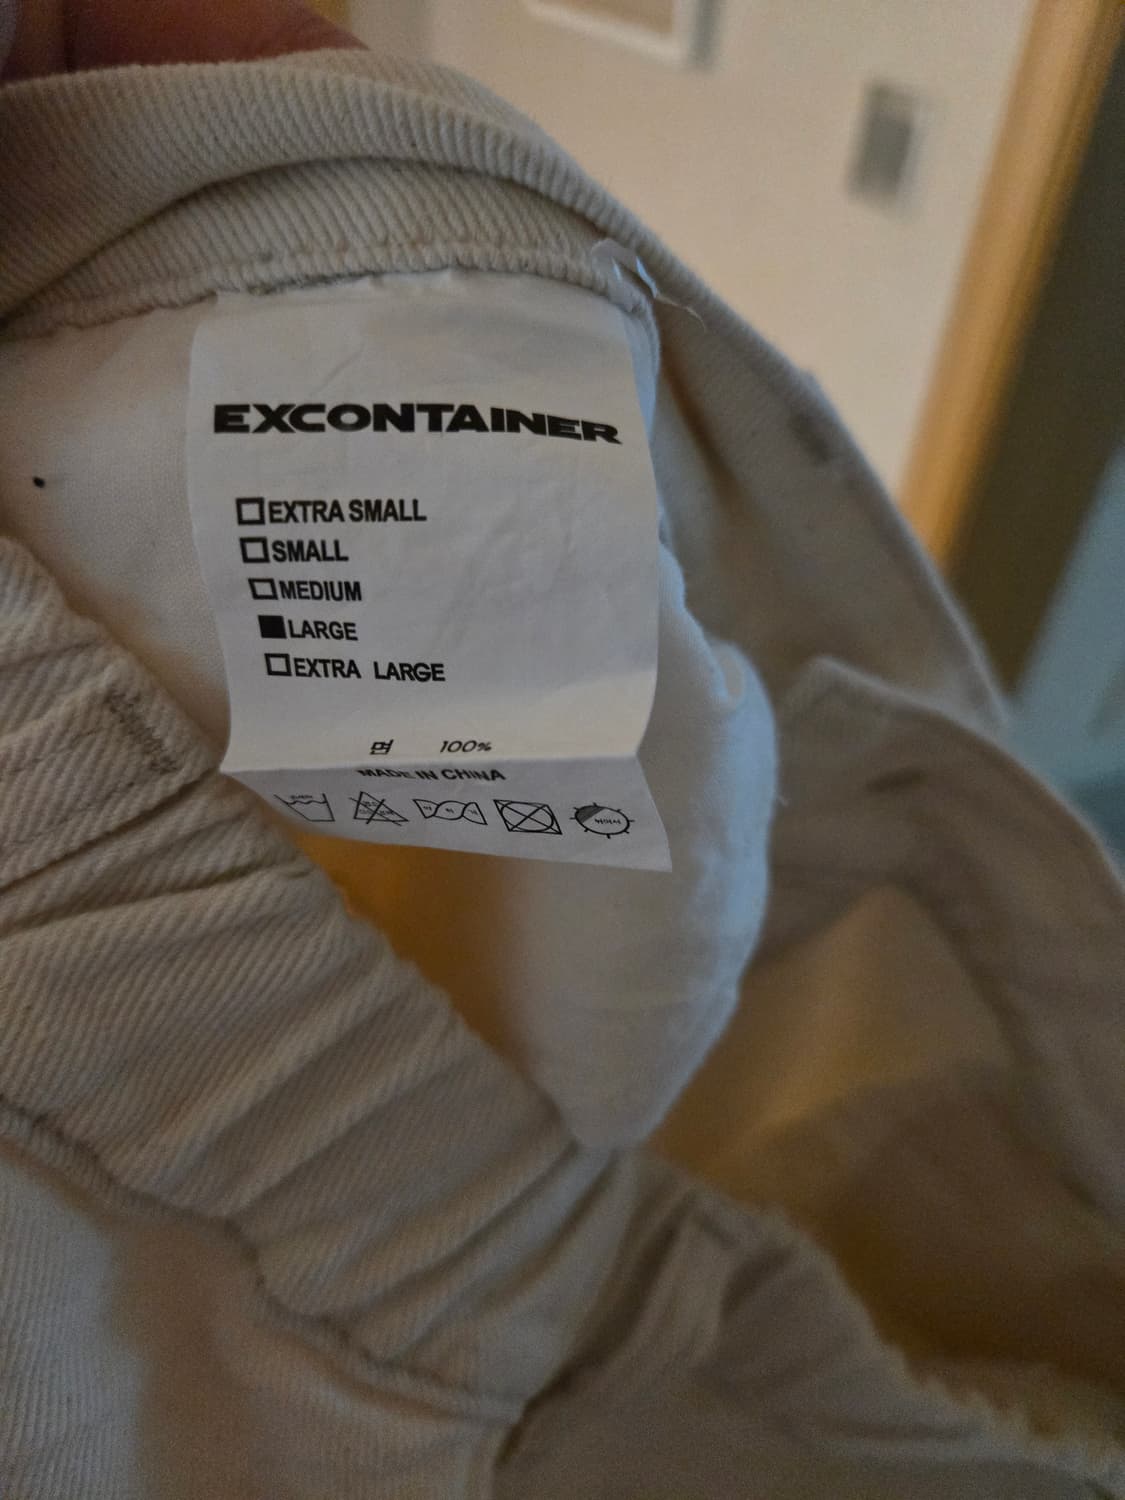 EXCONTAINER
☐EXTRA SMALL
☐SMALL
☐MEDIUM
■LARGE
☐EXTRA LARGE
면 100%
MADE IN CHINA